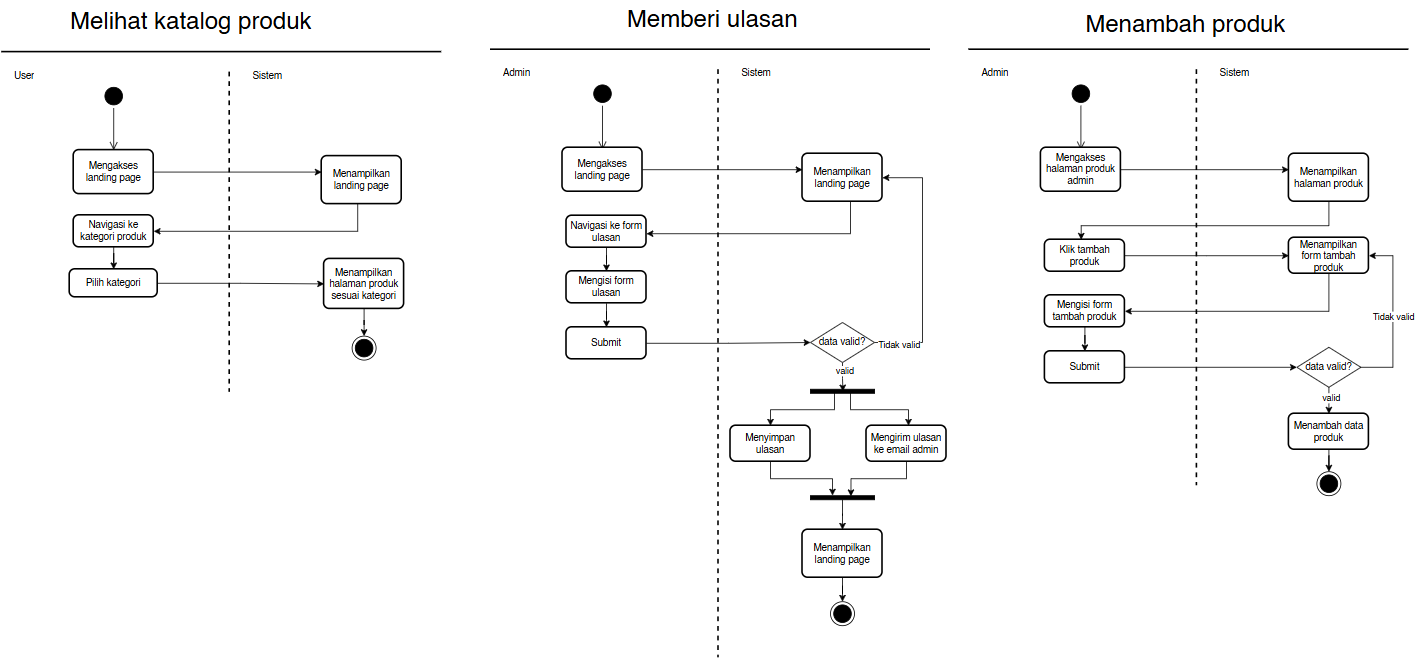 Melihat katalog produk
User
Sistem
Mengakses
landing page
Menampilkan
landing page
Navigasi ke
kategori produk
Pilih kategori
Menampilkan
halaman produk
sesuai kategori
Memberi ulasan
Admin
Sistem
Mengakses
landing page
Menampilkan
landing page
Navigasi ke form
ulasan
Mengisi form
ulasan
Submit
data valid?
Tidak valid
valid
Menyimpan
ulasan
Mengirim ulasan
ke email admin
Menampilkan
landing page
Menambah produk
Admin
Sistem
Mengakses
halaman produk
admin
Menampilkan
halaman produk
Klik tambah
produk
Menampilkan
form tambah
produk
Mengisi form
tambah produk
Tidak valid
Submit
data valid?
valid
Menambah data
produk